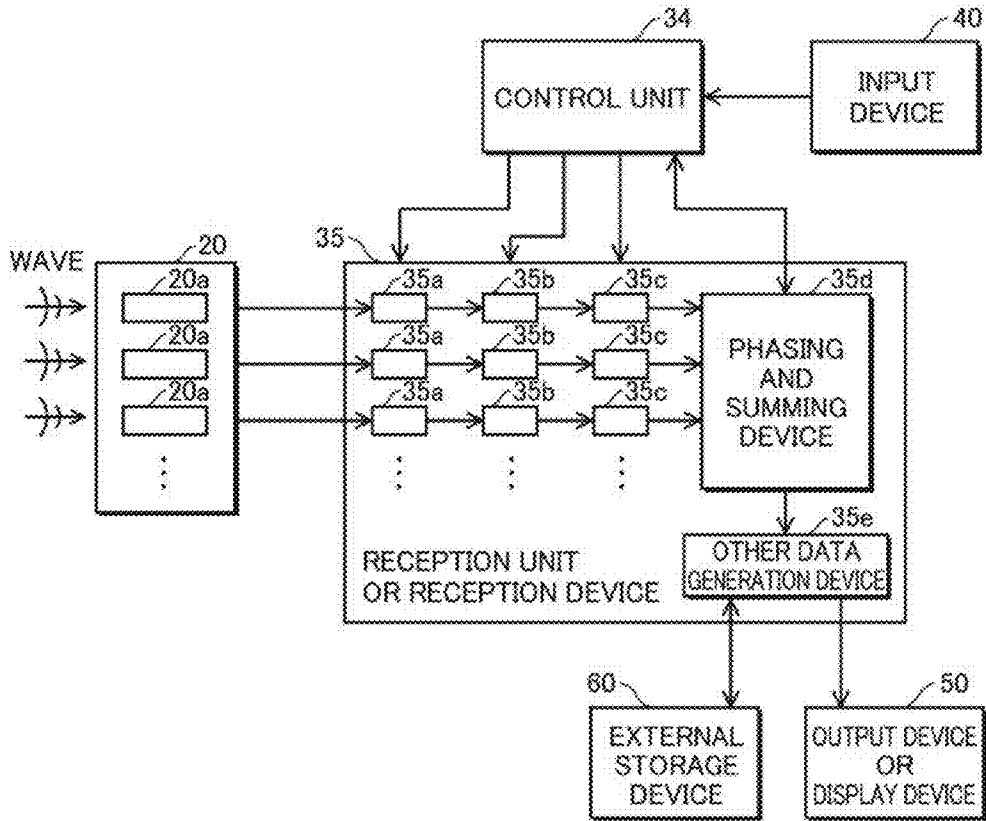 34
40
CONTROL UNIT
INPUT
DEVICE
WAVE
20
35
20a
35a
35b
35c
35d
20a
35a
35b
35c
20a
35a
35b
35c
PHASING
AND
SUMMING
DEVICE
35e
RECEPTION UNIT
OR RECEPTION DEVICE
OTHER DATA
GENERATION DEVICE
60
50
EXTERNAL
STORAGE
DEVICE
OUTPUT DEVICE
OR
DISPLAY DEVICE